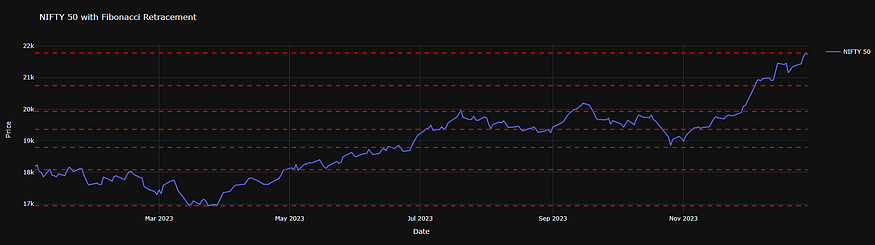 NIFTY 50 with Fibonacci Retracement
22k
NIFTY 50
21k
20k
Price
19k
18k
17k
Mar 2023 May 2023 Jul 2023 Sep 2023 Nov 2023
Date